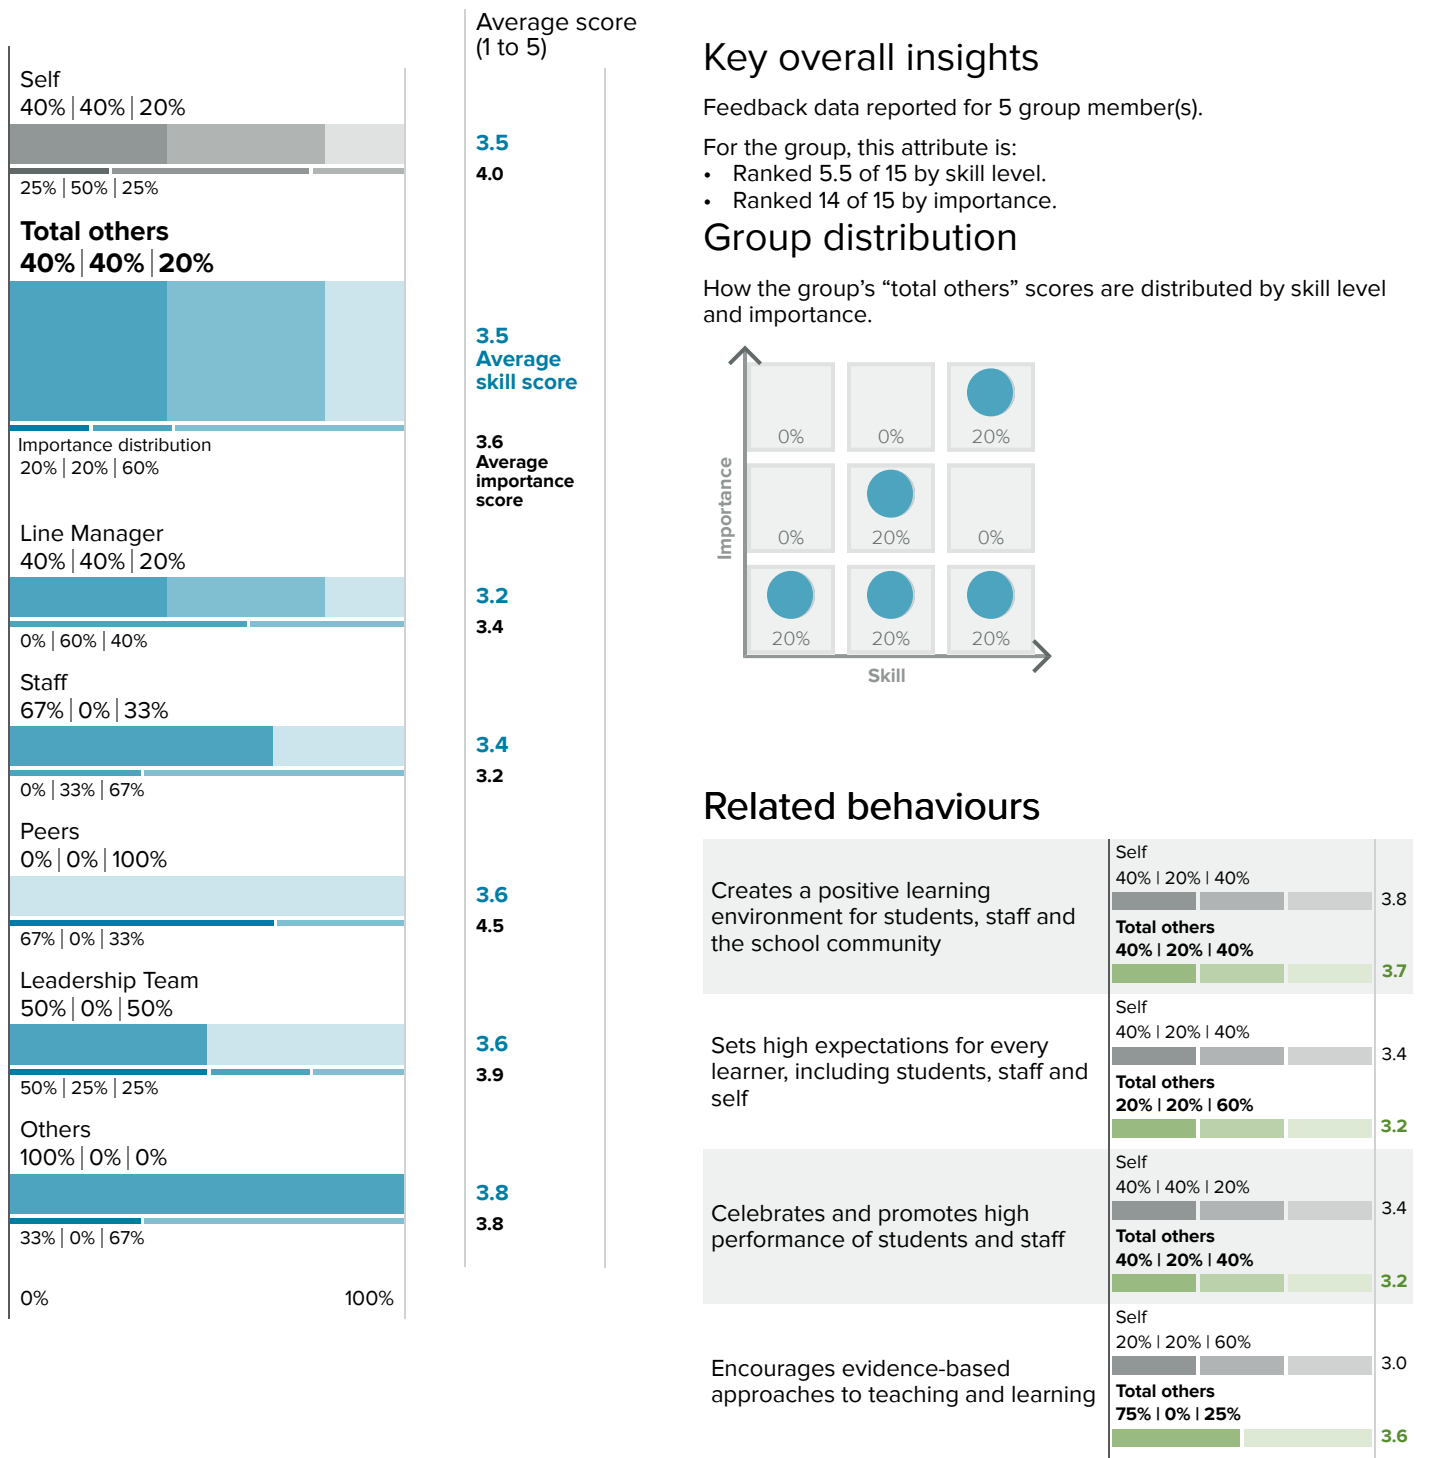 Average score
(1 to 5)
Self
40% | 40% | 20%
3.5
4.0
25% | 50% | 25%
Total others
40% | 40% | 20%
3.5
Average
skill score
Importance distribution
20% | 20% | 60%
3.6
Average
importance
score
Line Manager
40% | 40% | 20%
3.2
3.4
0% | 60% | 40%
Staff
67% | 0% | 33%
3.4
3.2
0% | 33% | 67%
Peers
0% | 0% | 100%
3.6
4.5
67% | 0% | 33%
Leadership Team
50% | 0% | 50%
3.6
3.9
50% | 25% | 25%
Others
100% | 0% | 0%
3.8
3.8
33% | 0% | 67%
0% 100%
Key overall insights
Feedback data reported for 5 group member(s).
For the group, this attribute is:
• Ranked 5.5 of 15 by skill level.
• Ranked 14 of 15 by importance.
Group distribution
How the group’s “total others” scores are distributed by skill level
and importance.
Importance
0% 0% 20%
0% 20% 0%
20% 20% 20%
Skill
Related behaviours
Creates a positive learning
environment for students, staff and
the school community
Self
40% | 20% | 40%
3.8
Total others
40% | 20% | 40%
3.7
Sets high expectations for every
learner, including students, staff and
self
Self
40% | 20% | 40%
3.4
Total others
20% | 20% | 60%
3.2
Celebrates and promotes high
performance of students and staff
Self
40% | 40% | 20%
3.4
Total others
40% | 20% | 40%
3.2
Encourages evidence-based
approaches to teaching and learning
Self
20% | 20% | 60%
3.0
Total others
75% | 0% | 25%
3.6